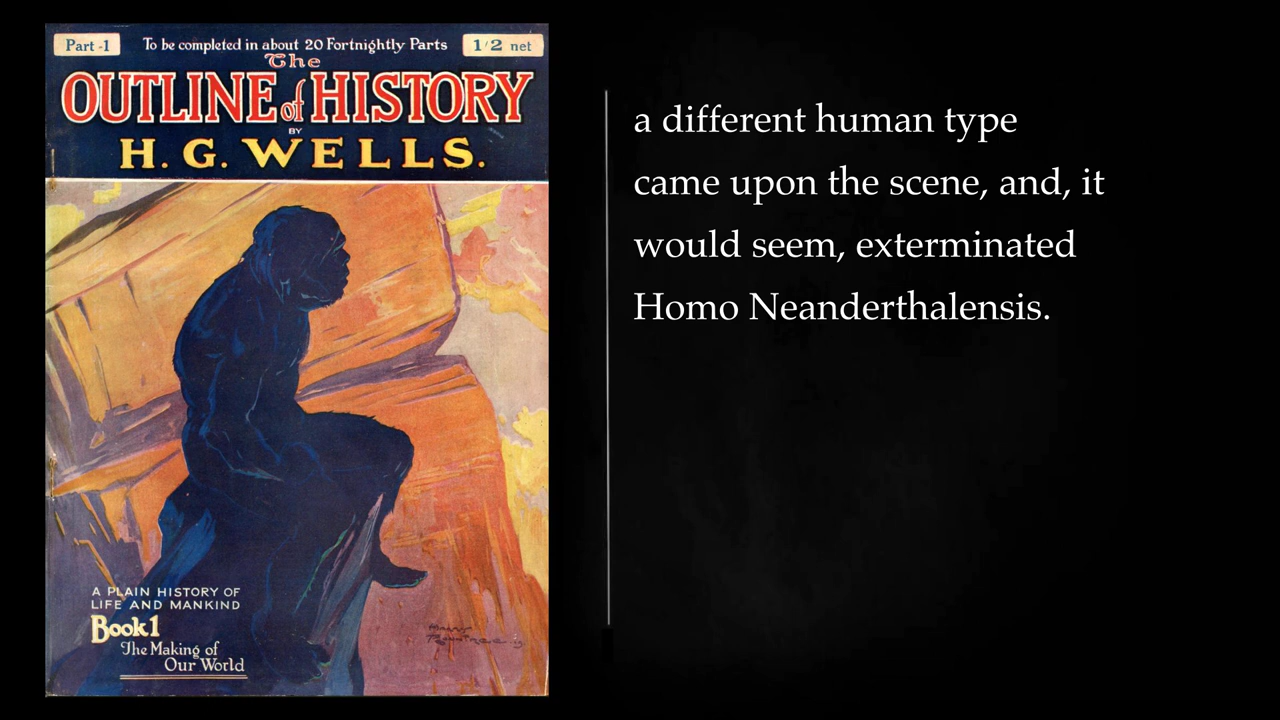 Part -1
To be completed in about 20 Fortnightly Parts
1/2 net
The
OUTLINE of HISTORY
BY
H. G. WELLS.
A PLAIN HISTORY OF
LIFE AND MANKIND
Book 1
The Making of
Our World
a different human type
came upon the scene, and, it
would seem, exterminated
Homo Neanderthalensis.